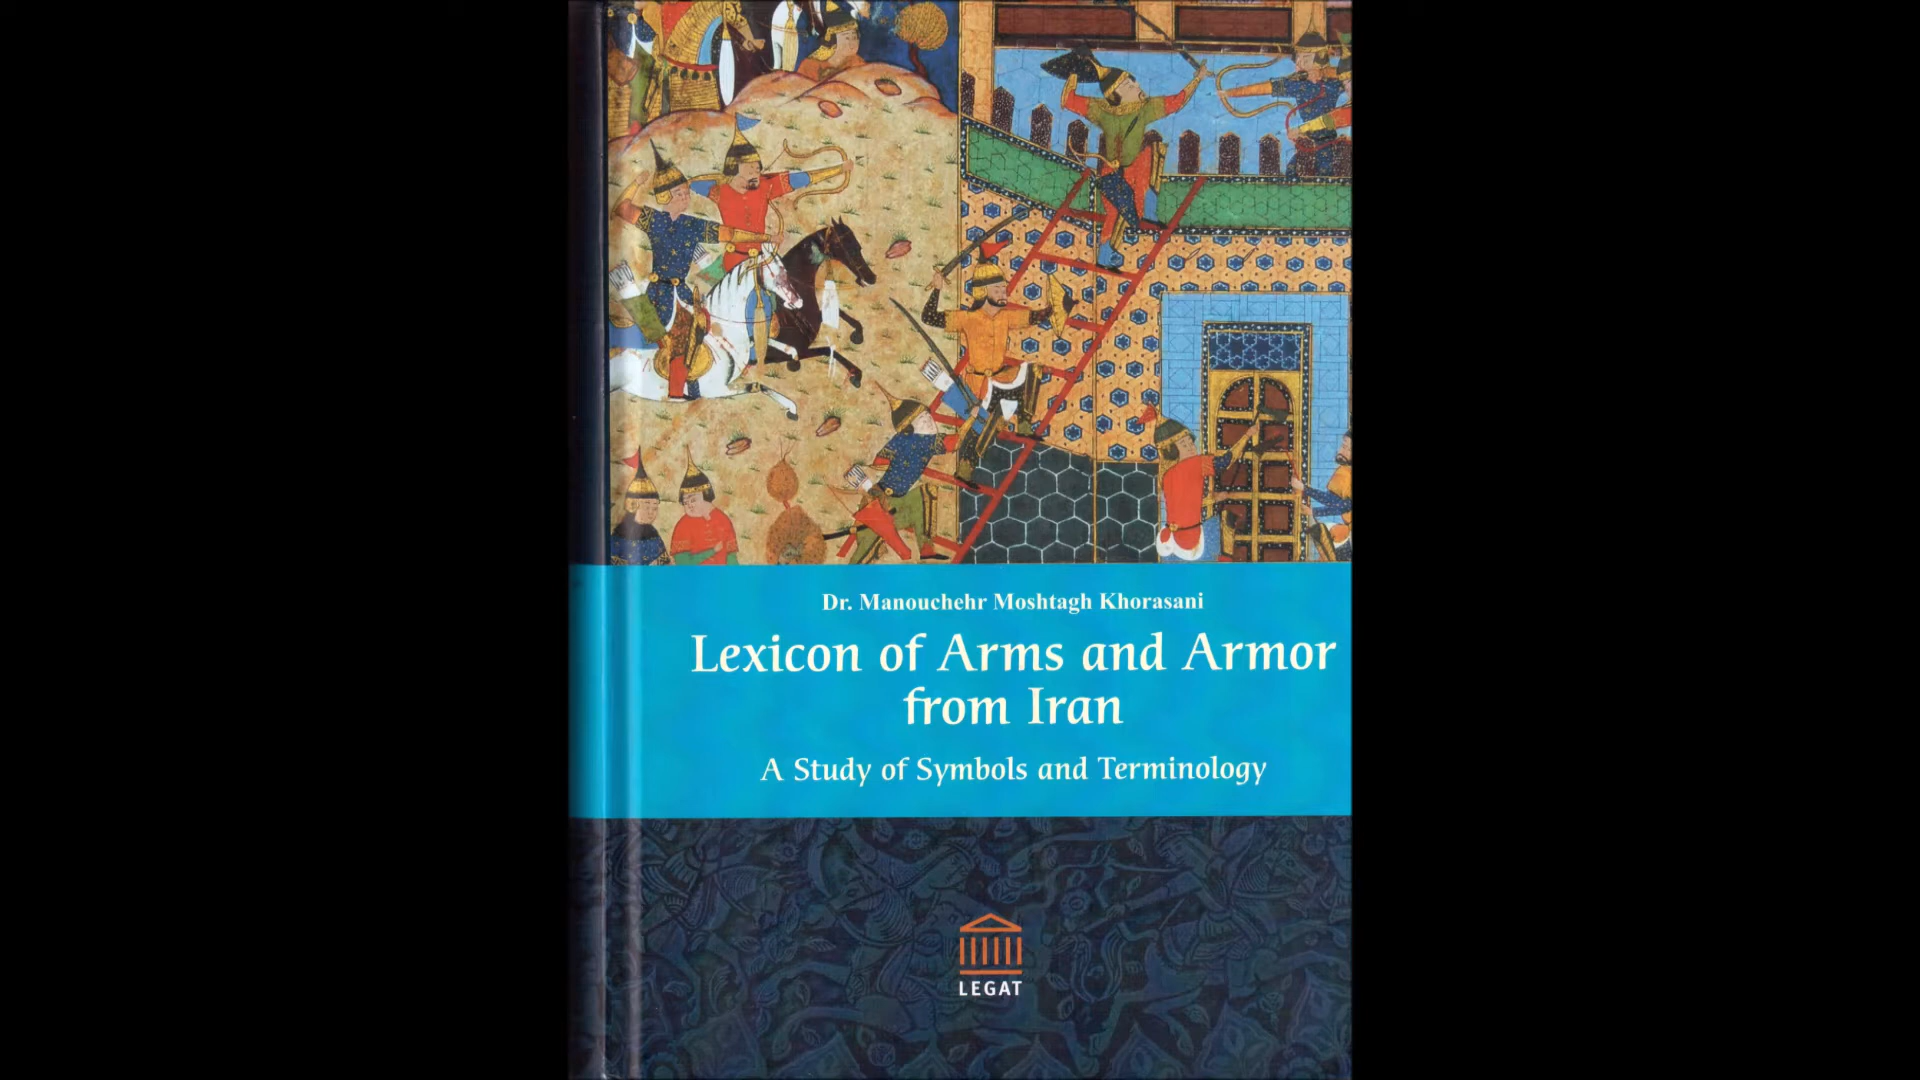 Dr. Manouchehr Moshtagh Khorasani
Lexicon of Arms and Armor
from Iran
A Study of Symbols and Terminology
LEGAT